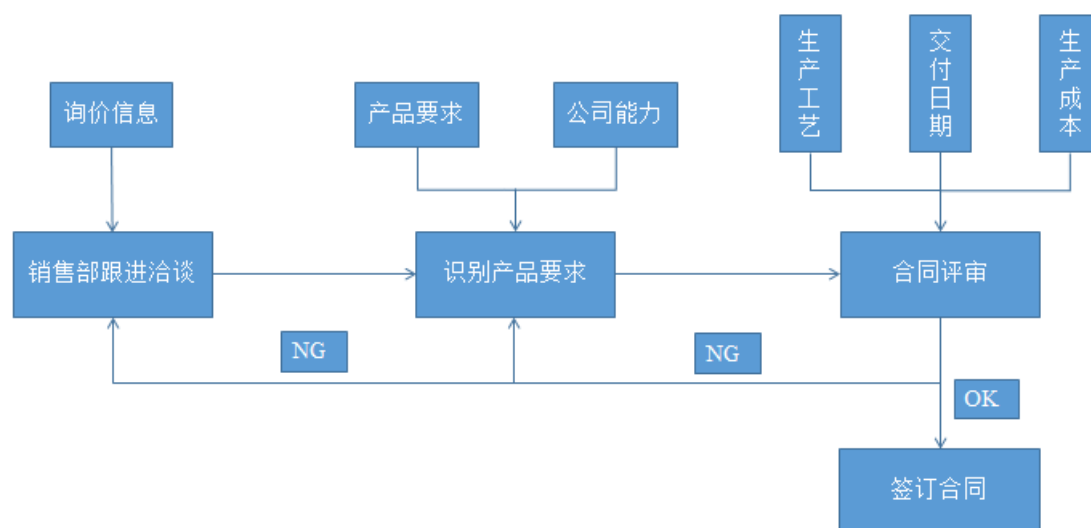 询价信息
产品要求
公司能力
生产工艺
交付日期
生产成本
销售部跟进洽谈
识别产品要求
合同评审
NG
NG
OK
签订合同